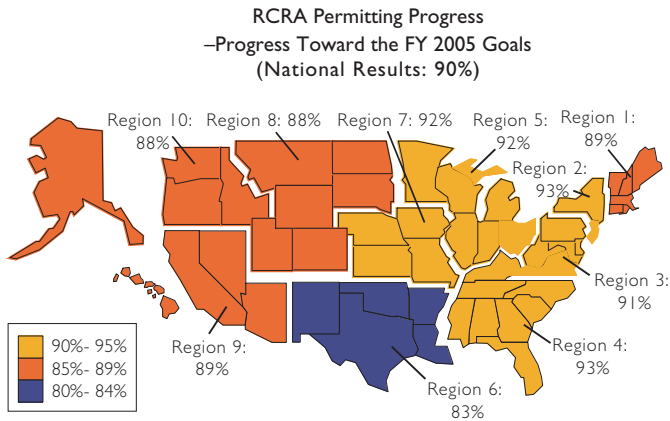 RCRA Permitting Progress
–Progress Toward the FY 2005 Goals
(National Results: 90%)
Region 10:
88%
Region 8: 88%
Region 7: 92%
Region 5:
92%
Region 1:
89%
Region 2:
93%
Region 3:
91%
Region 4:
93%
Region 9:
89%
Region 6:
83%
90%- 95%
85%- 89%
80%- 84%